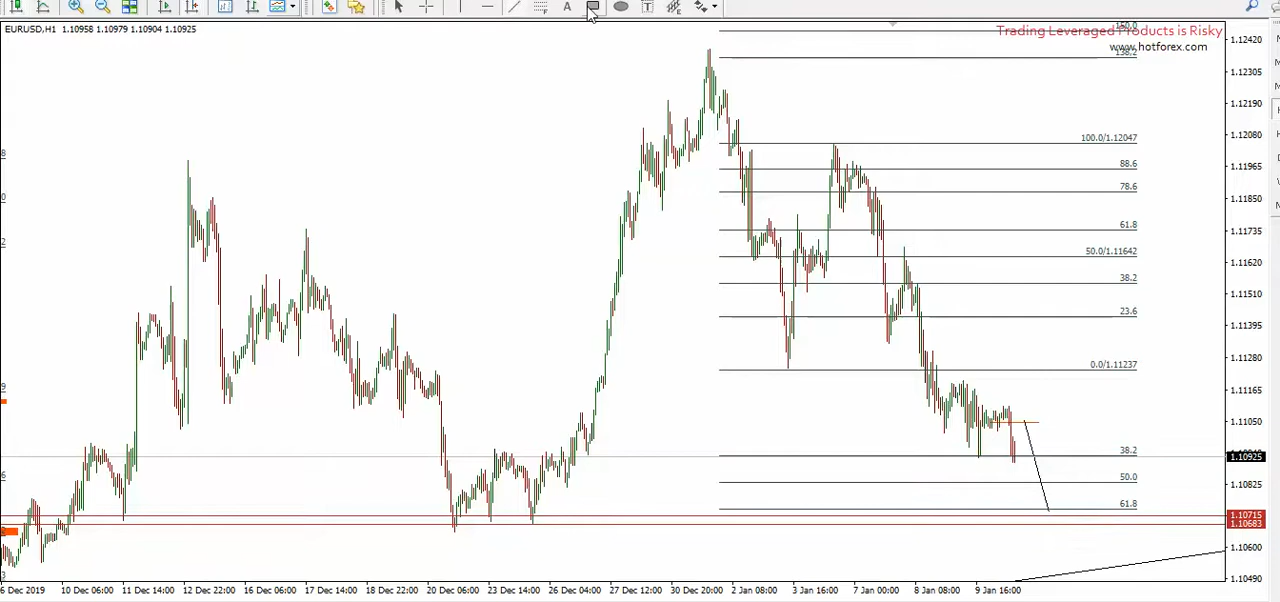 EURUSD,H1 1.10958 1.10979 1.10904 1.10925
Trading Leveraged Products is Risky
www.hotforex.com
150.0
138.2
100.0/1.12047
88.6
78.6
61.8
50.0/1.11642
38.2
23.6
0.0/1.11237
38.2
50.0
61.8
1.12420
1.12305
1.12190
1.12080
1.11965
1.11850
1.11735
1.11620
1.11510
1.11395
1.11280
1.11165
1.11050
1.10925
1.10825
1.10715
1.10683
1.10600
1.10490
6 Dec 2019
10 Dec 06:00
11 Dec 14:00
12 Dec 22:00
16 Dec 06:00
17 Dec 14:00
18 Dec 22:00
20 Dec 06:00
23 Dec 14:00
26 Dec 04:00
27 Dec 12:00
30 Dec 20:00
2 Jan 08:00
3 Jan 16:00
7 Jan 00:00
8 Jan 08:00
9 Jan 16:00